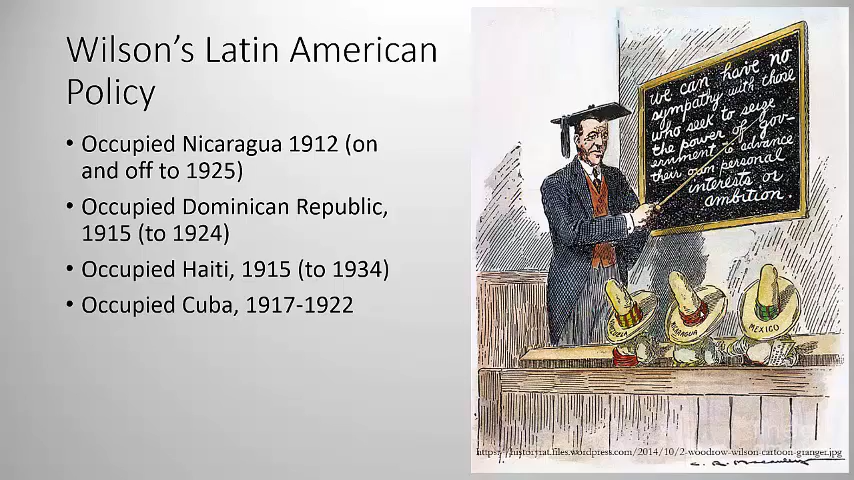 Wilson’s Latin American
Policy
• Occupied Nicaragua 1912 (on
and off to 1925)
• Occupied Dominican Republic,
1915 (to 1924)
• Occupied Haiti, 1915 (to 1934)
• Occupied Cuba, 1917-1922
we can have no
sympathy with those
who seek to seize
the power of gov-
ernment to advance
their own personal
interests or
ambition.
VENEZUELA
NICARAGUA
MEXICO
https://historyrat.files.wordpress.com/2014/10/2-woodrow-wilson-cartoon-granger.jpg